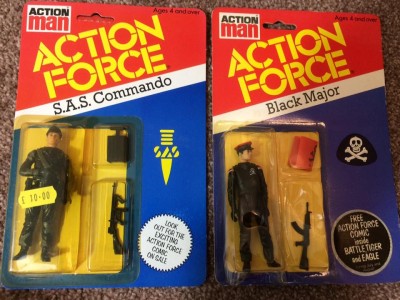 ACTION
man
Ages 4 and over
ACTION
FORCE
S.A.S. Commando
£ 30.00
SAS
LOOK
OUT FOR THE
EXCITING
ACTION FORCE
COMIC
ON SALE
ACTION
man
Ages 4 and over
ACTION
FORCE
Black Major
FREE
ACTION FORCE
COMIC
inside
BATTLE TIGER
and EAGLE